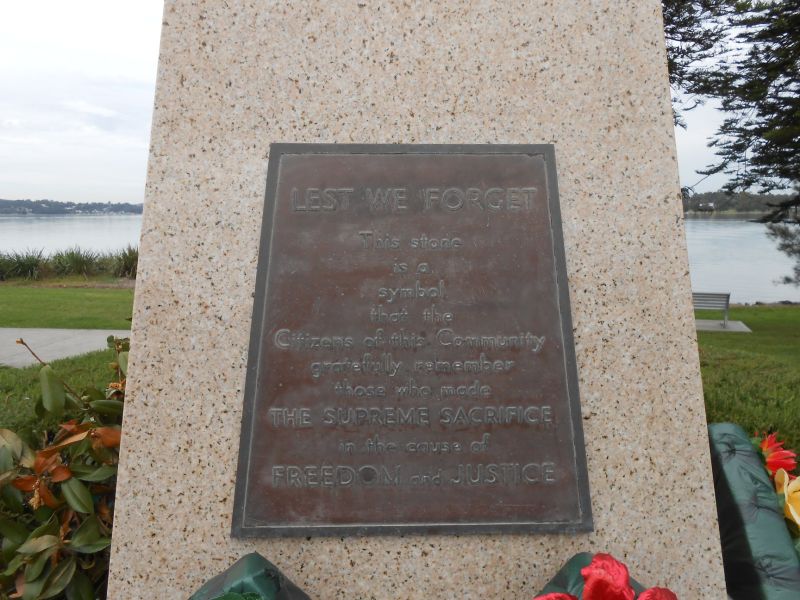 LEST WE FORGET
This stone
is a
symbol
that the
Citizens of this Community
gratefully remember
those who made
THE SUPREME SACRIFICE
in the cause of
FREEDOM and JUSTICE